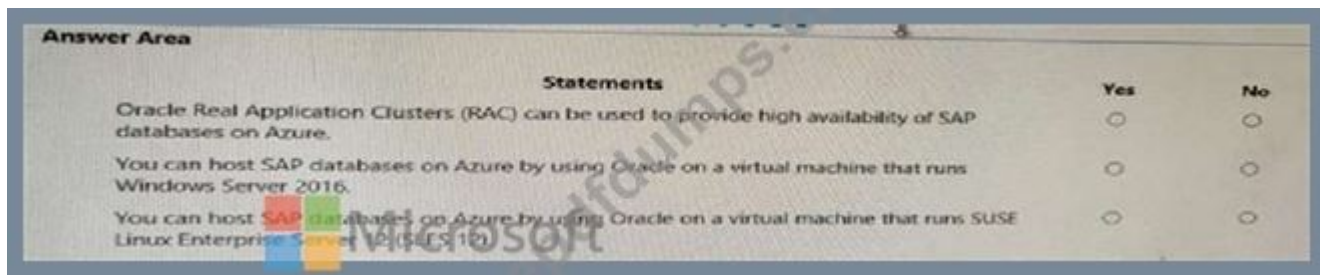 Answer Area
Statements Yes No
Oracle Real Application Clusters (RAC) can be used to provide high availability of SAP
databases on Azure.
You can host SAP databases on Azure by using Oracle on a virtual machine that runs
Windows Server 2016.
You can host SAP databases on Azure by using Oracle on a virtual machine that runs SUSE
Linux Enterprise Server 12 (SLES 12).
Microsoft